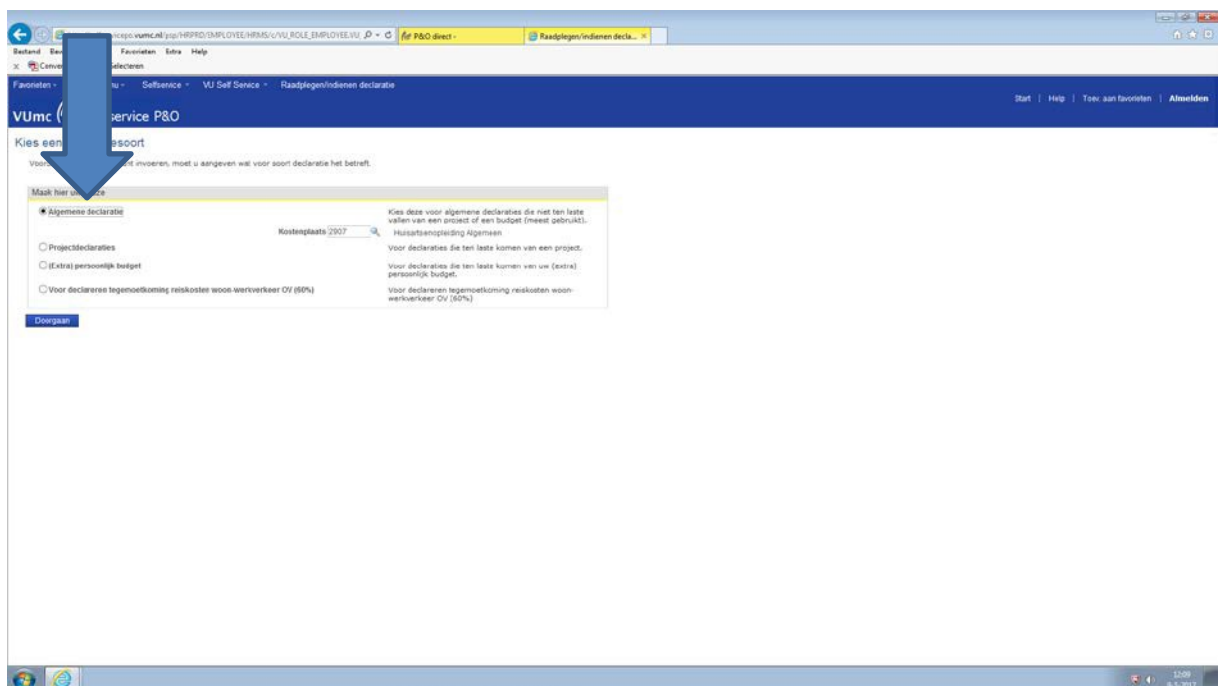 vumc.nl/psp/HRPRD/EMPLOYEE/HRMS/c/VU_ROLE_EMPLOYEE.VU_
P&O direct -
Raadplegen/indienen decla...
Bestand Favorieten Extra Help
x
Selecteren
Favorieten Selfservice VU Self Service Raadplegen/indienen declaratie
Start | Help | Toev. aan favorieten | Afmelden
VUmc service P&O
Kies een
invoeren, moet u aangeven wat voor soort declaratie het betreft.
Maak hier
Algemene declaratie
Kies deze voor algemene declaraties die niet ten laste
vallen van een project of een budget (meest gebruikt).
Kostenplaats 2907 Huisartsenopleiding Algemeen
Projectdeclaraties
Voor declaraties die ten laste komen van een project.
(Extra) persoonlijk budget
Voor declaraties die ten laste komen van uw (extra)
persoonlijk budget.
Voor declareren tegemoetkoming reiskosten woon-werkverkeer OV (60%)
Voor declareren tegemoetkoming reiskosten woon-
werkverkeer OV (60%)
Doorgaan
12:09